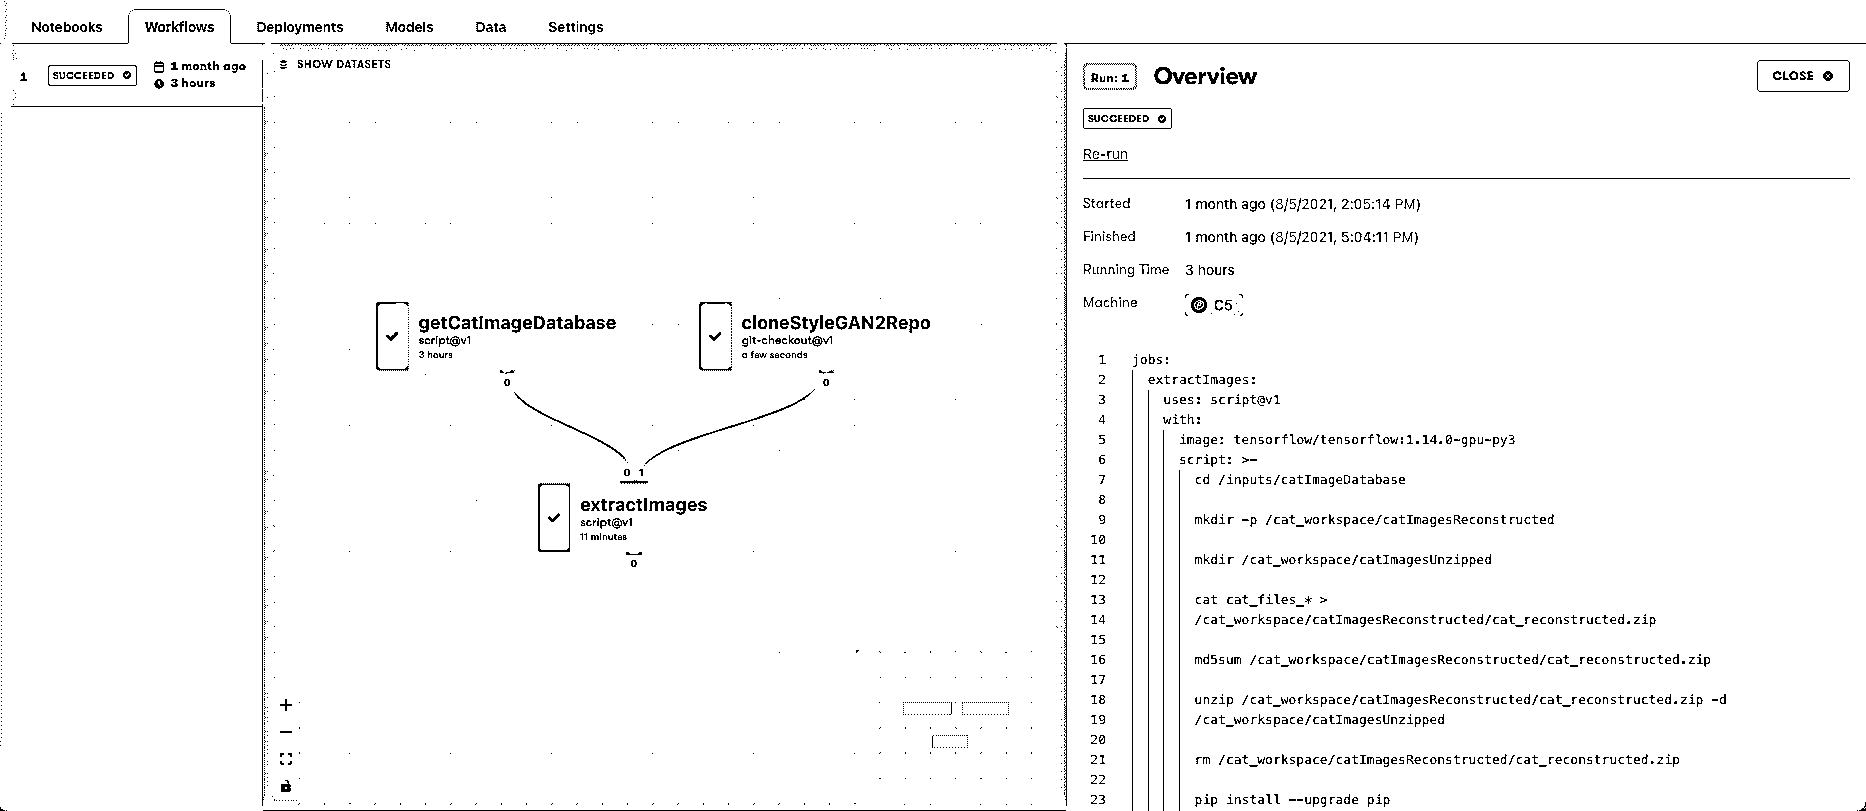 Notebooks Workflows Deployments Models Data Settings
1 SUCCEEDED 1 month ago
3 hours
SHOW DATASETS
getCatImageDatabase
script@v1
3 hours
0
cloneStyleGAN2Repo
git-checkout@v1
a few seconds
0
0 1
extractImages
script@v1
11 minutes
0
Run: 1 Overview CLOSE
SUCCEEDED
Re-run
Started 1 month ago (8/5/2021, 2:05:14 PM)
Finished 1 month ago (8/5/2021, 5:04:11 PM)
Running Time 3 hours
Machine C5
1 jobs:
2 extractImages:
3 uses: script@v1
4 with:
5 image: tensorflow/tensorflow:1.14.0-gpu-py3
6 script: >-
7 cd /inputs/catImageDatabase
8
9 mkdir -p /cat_workspace/catImagesReconstructed
10
11 mkdir /cat_workspace/catImagesUnzipped
12
13 cat cat_files_* >
14 /cat_workspace/catImagesReconstructed/cat_reconstructed.zip
15
16 md5sum /cat_workspace/catImagesReconstructed/cat_reconstructed.zip
17
18 unzip /cat_workspace/catImagesReconstructed/cat_reconstructed.zip -d
19 /cat_workspace/catImagesUnzipped
20
21 rm /cat_workspace/catImagesReconstructed/cat_reconstructed.zip
22
23 pip install --upgrade pip